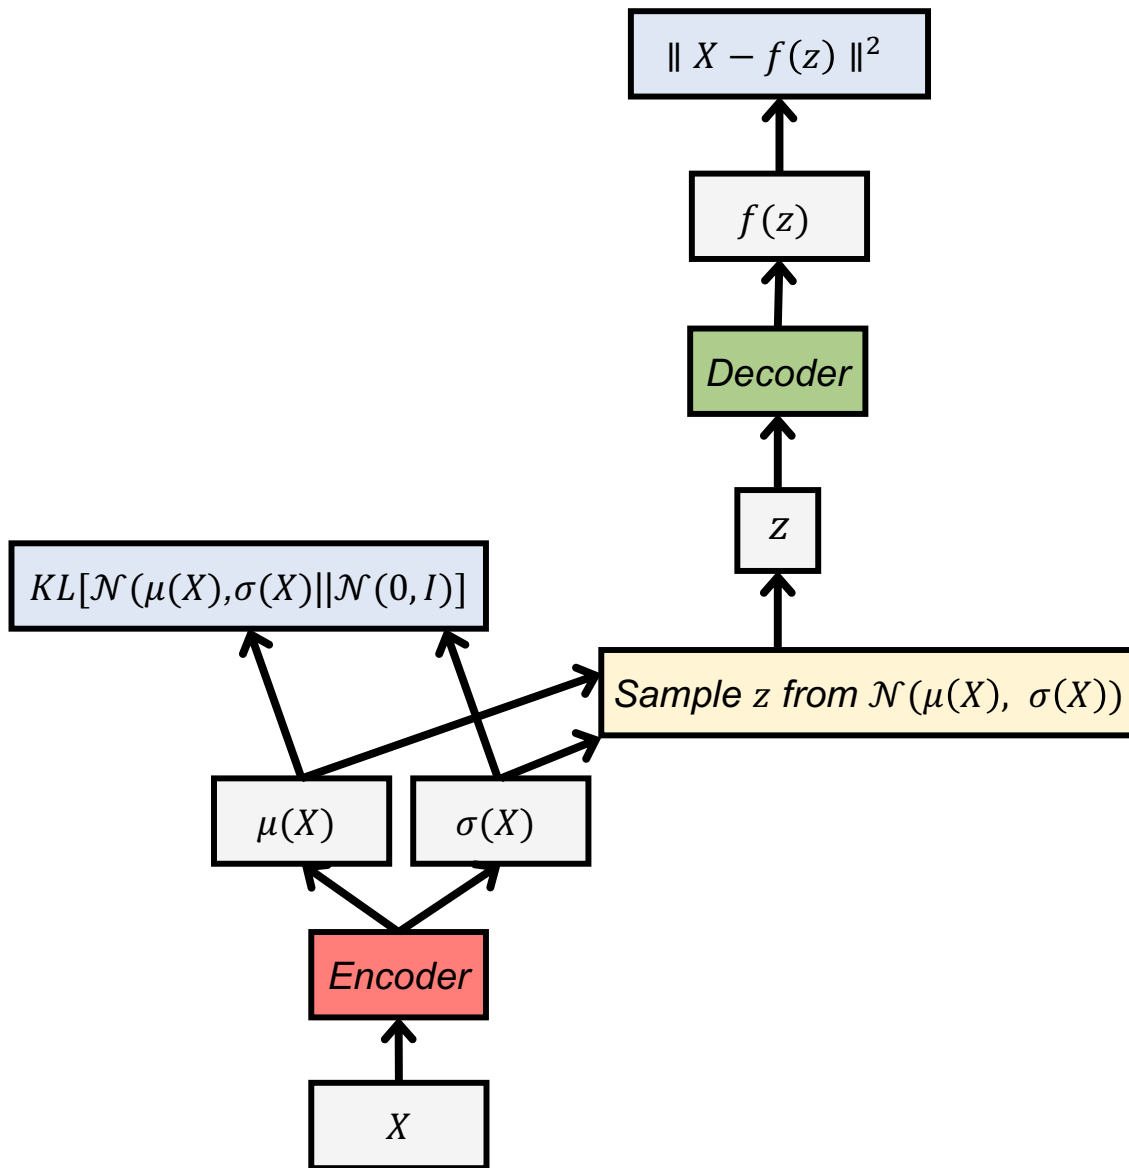 ‖ X − f(z) ‖²
f(z)
Decoder
z
KL[𝒩(μ(X),σ(X)||𝒩(0, I)]
Sample z from 𝒩(μ(X), σ(X))
μ(X)
σ(X)
Encoder
X